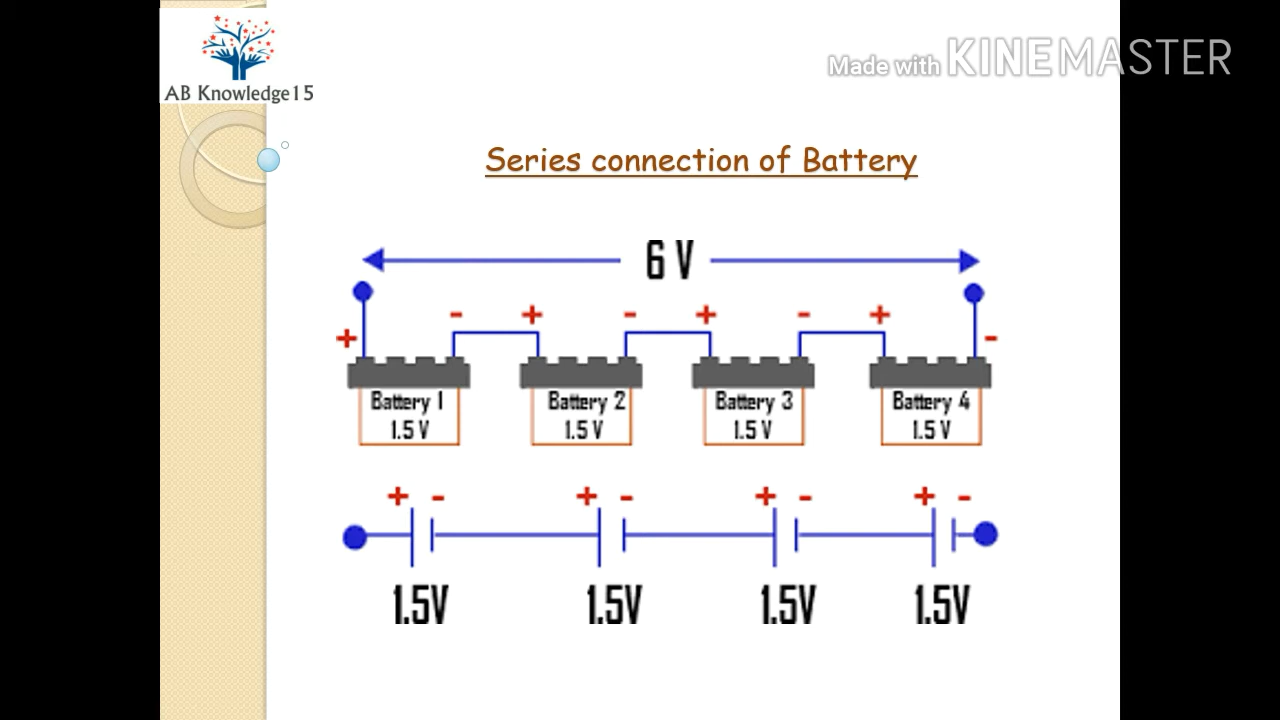 AB Knowledge15
Made with KINEMASTER
Series connection of Battery
6 V
+ - + - + - + -
Battery 1 Battery 2 Battery 3 Battery 4
1.5 V 1.5 V 1.5 V 1.5 V
+ - + - + - + -
1.5V 1.5V 1.5V 1.5V